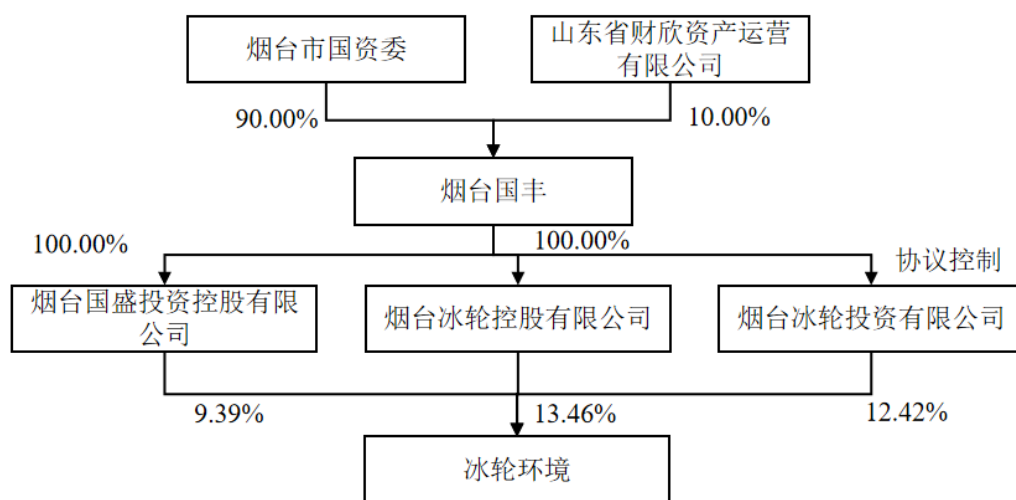 烟台市国资委
山东省财欣资产运营
有限公司
90.00%
10.00%
烟台国丰
100.00%
100.00%
协议控制
烟台国盛投资控股有限
公司
烟台冰轮控股有限公司
烟台冰轮投资有限公司
9.39%
13.46%
12.42%
冰轮环境